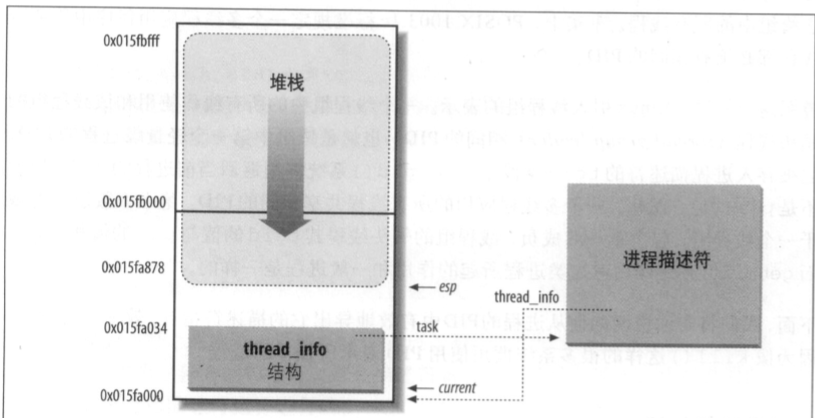 0x015fbfff
堆栈
0x015fb000
0x015fa878
esp
进程描述符
thread_info
0x015fa034
task
thread_info
结构
current
0x015fa000